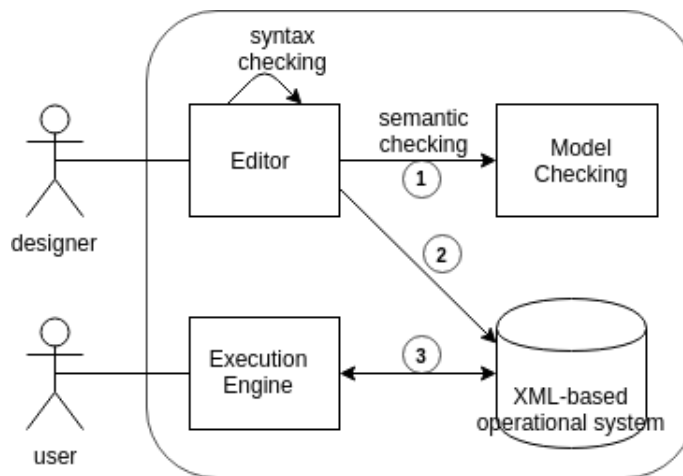 syntax
checking
Editor
semantic
checking
1
Model
Checking
designer
2
Execution
Engine
3
XML-based
operational system
user